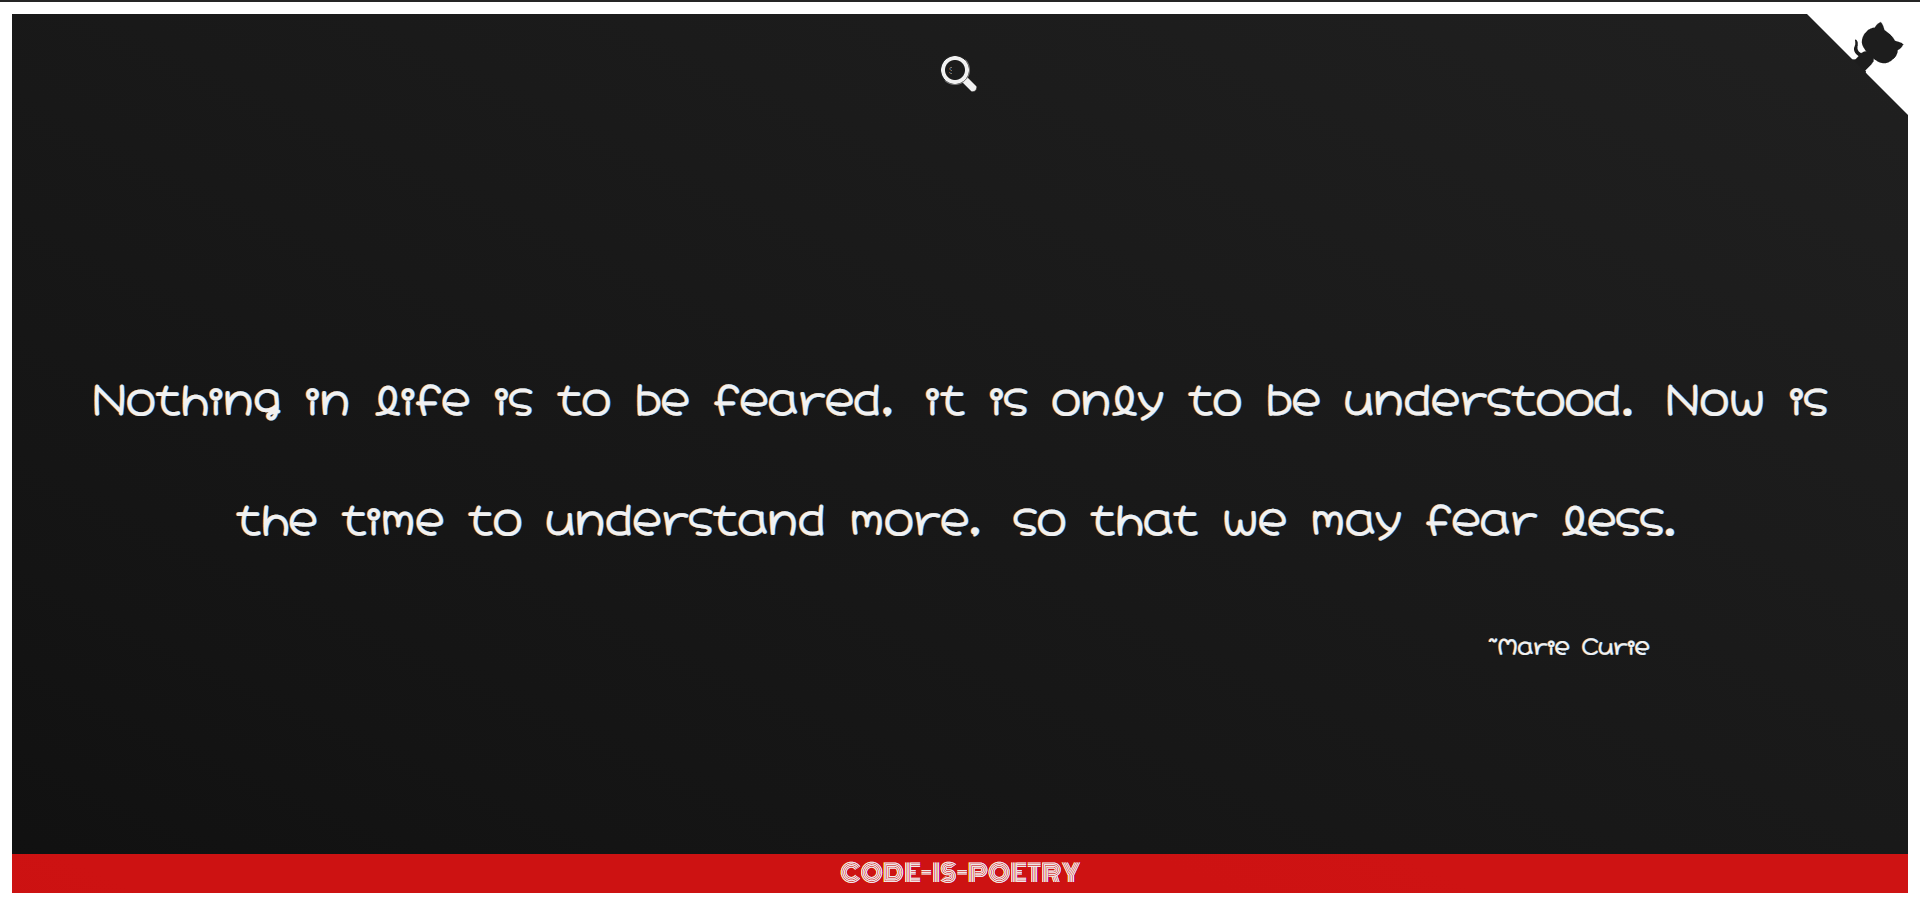 Nothing in life is to be feared, it is only to be understood. Now is
the time to understand more, so that we may fear less.
~Marie Curie
CODE-IS-POETRY